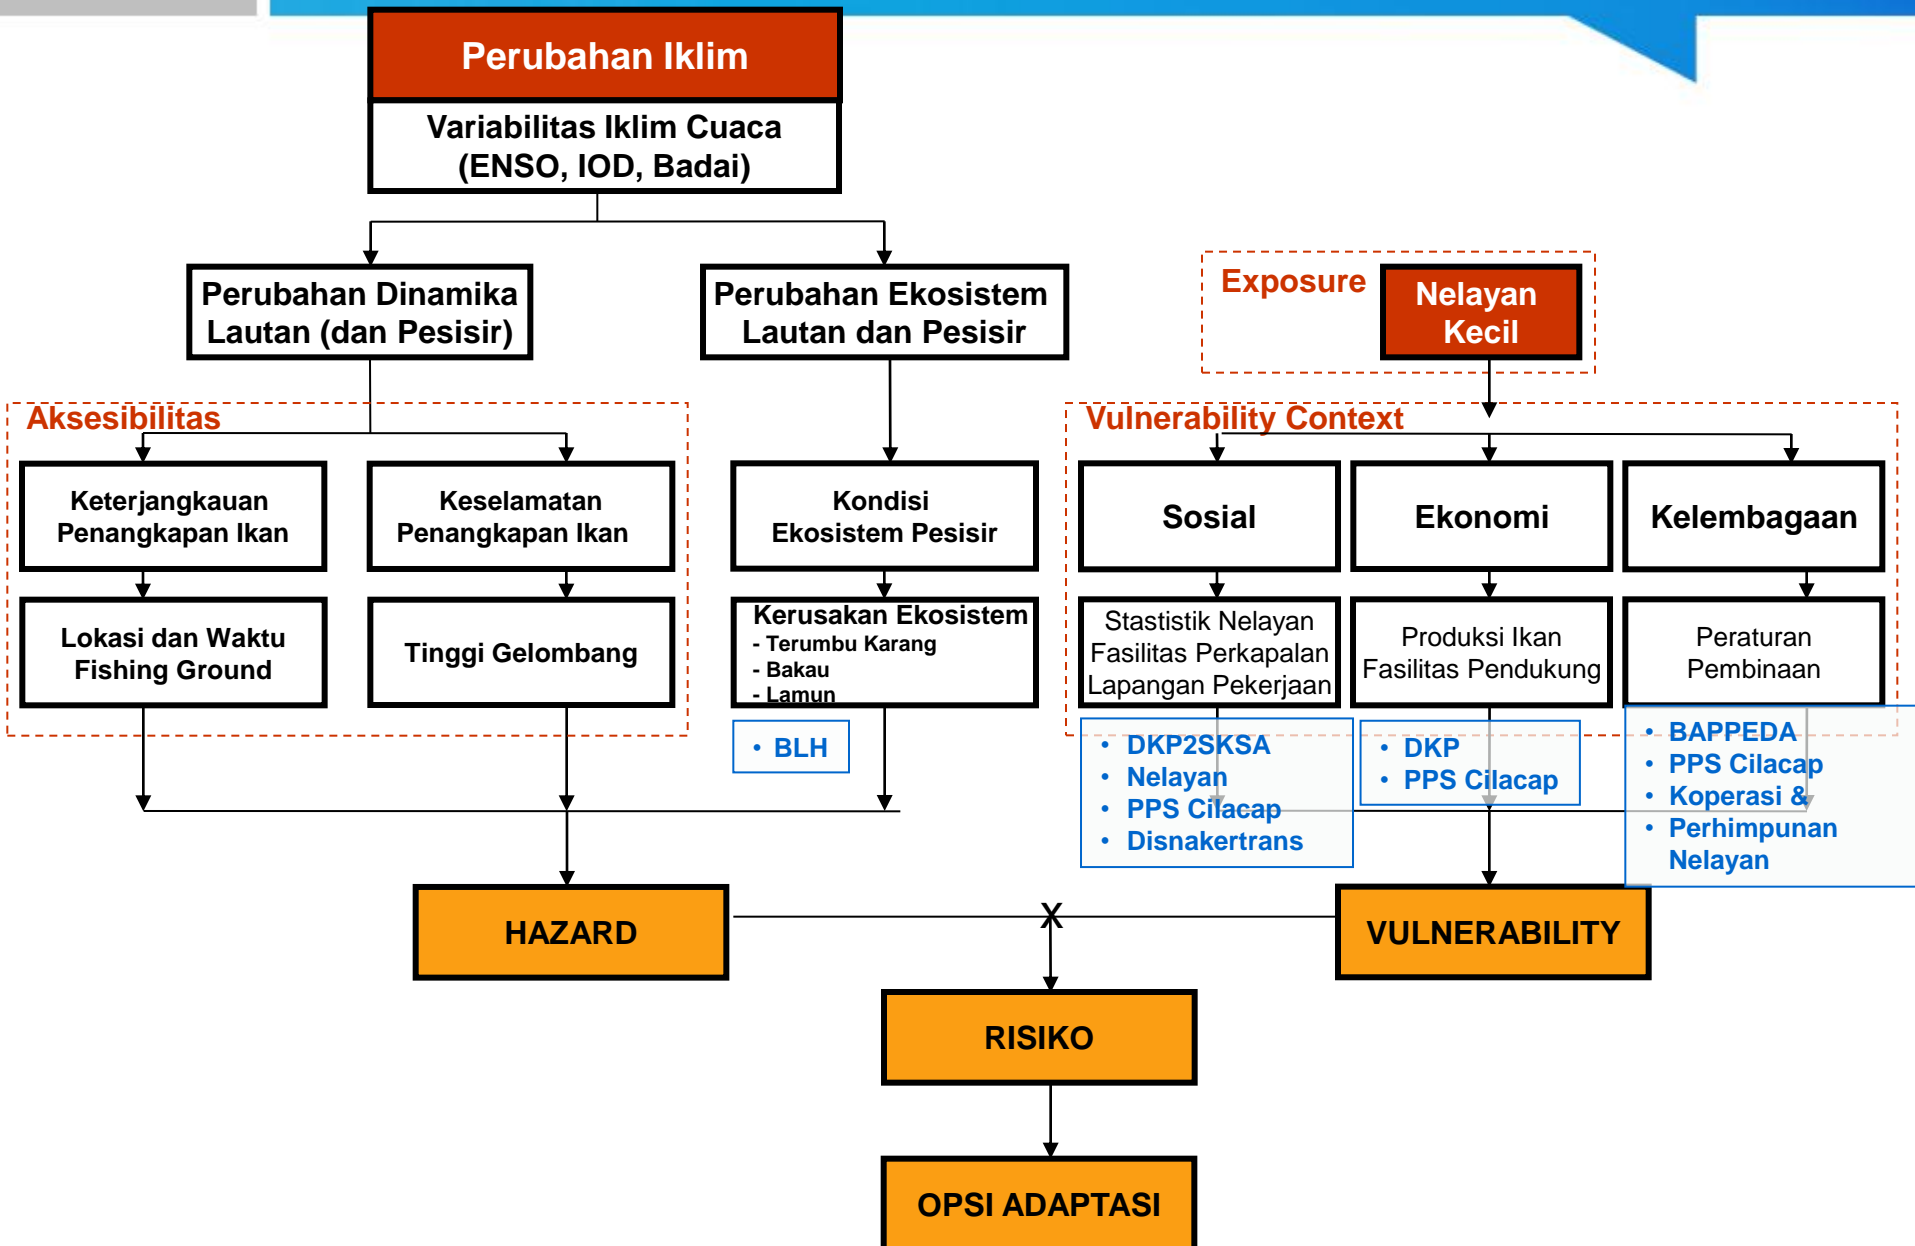 Perubahan Iklim
Variabilitas Iklim Cuaca
(ENSO, IOD, Badai)
Perubahan Dinamika
Lautan (dan Pesisir)
Perubahan Ekosistem
Lautan dan Pesisir
Exposure
Nelayan
Kecil
Aksesibilitas
Vulnerability Context
Keterjangkauan
Penangkapan Ikan
Keselamatan
Penangkapan Ikan
Kondisi
Ekosistem Pesisir
Sosial
Ekonomi
Kelembagaan
Lokasi dan Waktu
Fishing Ground
Tinggi Gelombang
Kerusakan Ekosistem
- Terumbu Karang
- Bakau
- Lamun
Stastistik Nelayan
Fasilitas Perkapalan
Lapangan Pekerjaan
Produksi Ikan
Fasilitas Pendukung
Peraturan
Pembinaan
• BLH
• DKP2SKSA
• Nelayan
• PPS Cilacap
• Disnakertrans
• DKP
• PPS Cilacap
• BAPPEDA
• PPS Cilacap
• Koperasi &
• Perhimpunan
Nelayan
HAZARD
X
VULNERABILITY
RISIKO
OPSI ADAPTASI